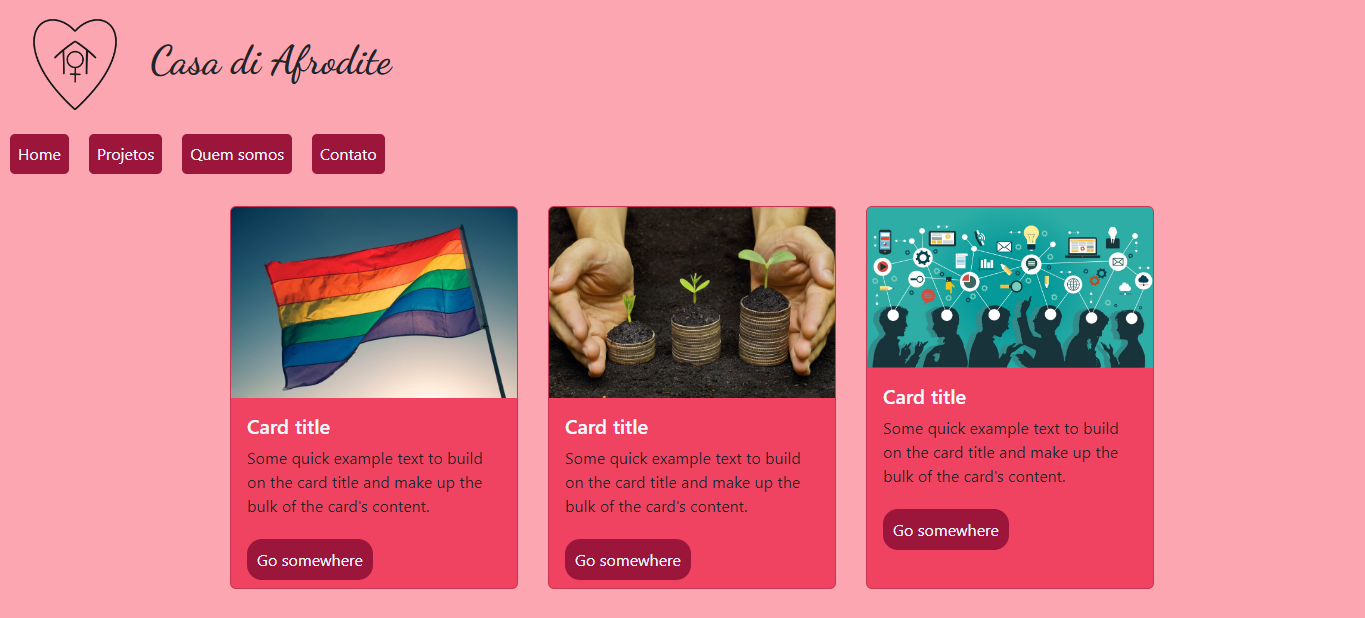 Casa di Afrodite
Home
Projetos
Quem somos
Contato
Card title
Some quick example text to build
on the card title and make up the
bulk of the card's content.
Go somewhere
Card title
Some quick example text to build
on the card title and make up the
bulk of the card's content.
Go somewhere
Card title
Some quick example text to build
on the card title and make up the
bulk of the card's content.
Go somewhere